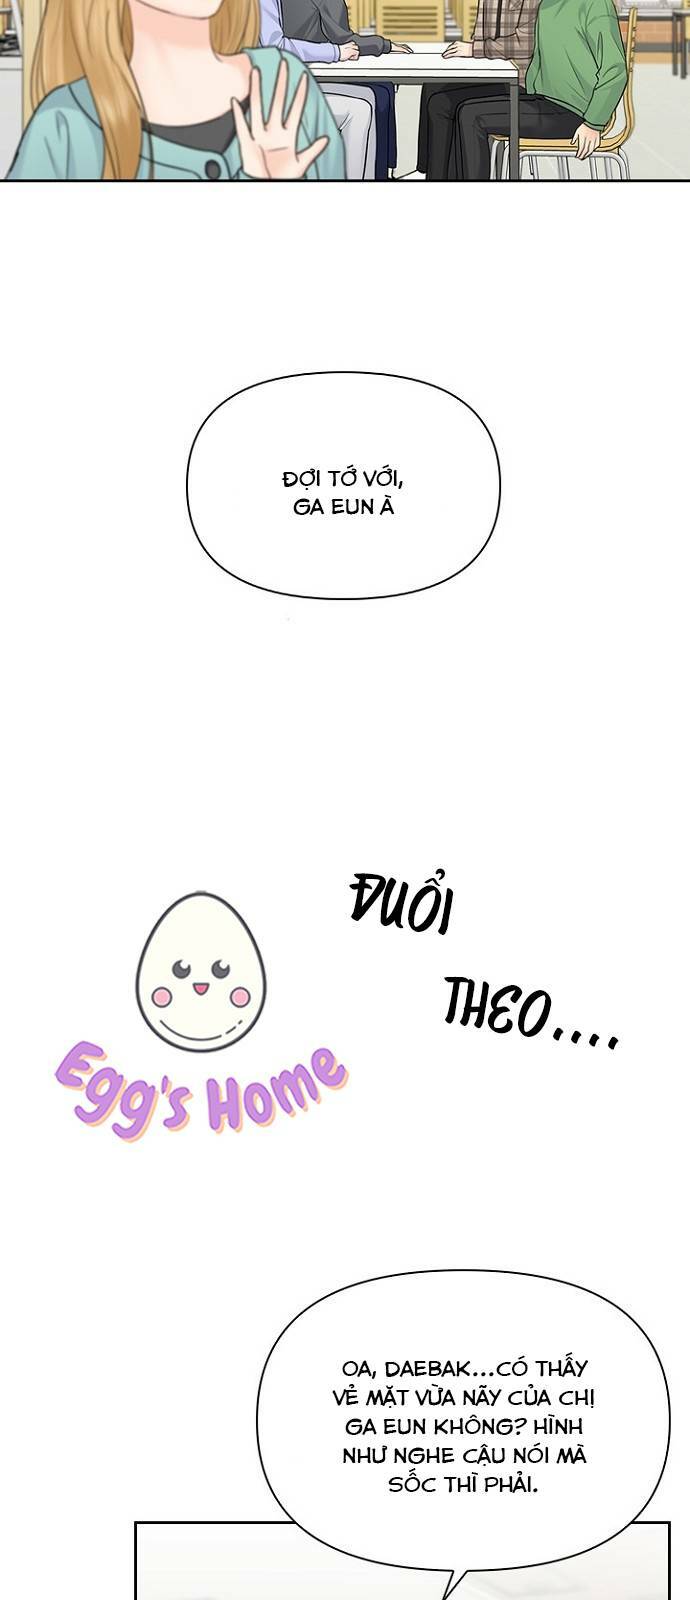 ĐỢI TỚ VỚI,
GA EUN À
ĐUỔI
THEO....
Egg's Home
OA, DAEBAK...CÓ THẤY
VẺ MẶT VỪA NÃY CỦA CHỊ
GA EUN KHÔNG? HÌNH
NHƯ NGHE CẬU NÓI MÀ
SỐC THÌ PHẢI.